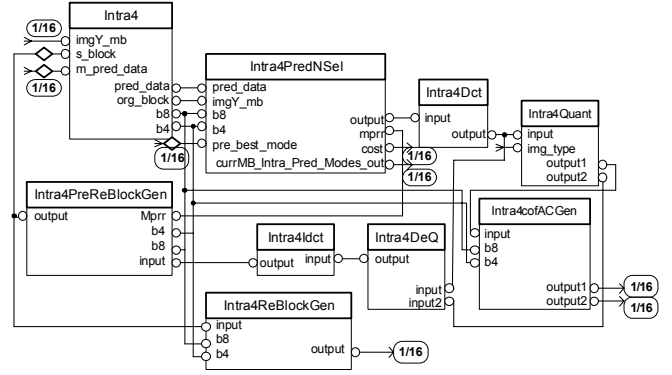 Intra4
1/16
imgY_mb
s_block
m_pred_data
1/16
pred_data
org_block
b8
b4
1/16
Intra4PredNSel
pred_data
imgY_mb
b8
b4
pre_best_mode
output
mprr
cost
currMB_Intra_Pred_Modes_out
1/16
1/16
Intra4Dct
input
output
Intra4Quant
input
img_type
output1
output2
Intra4PreReBlockGen
output
Mprr
b4
b8
input
Intra4Idct
output
input
Intra4DeQ
output
input
input2
Intra4cofACGen
input
b8
b4
output1
output2
1/16
1/16
Intra4ReBlockGen
input
b8
b4
output
1/16